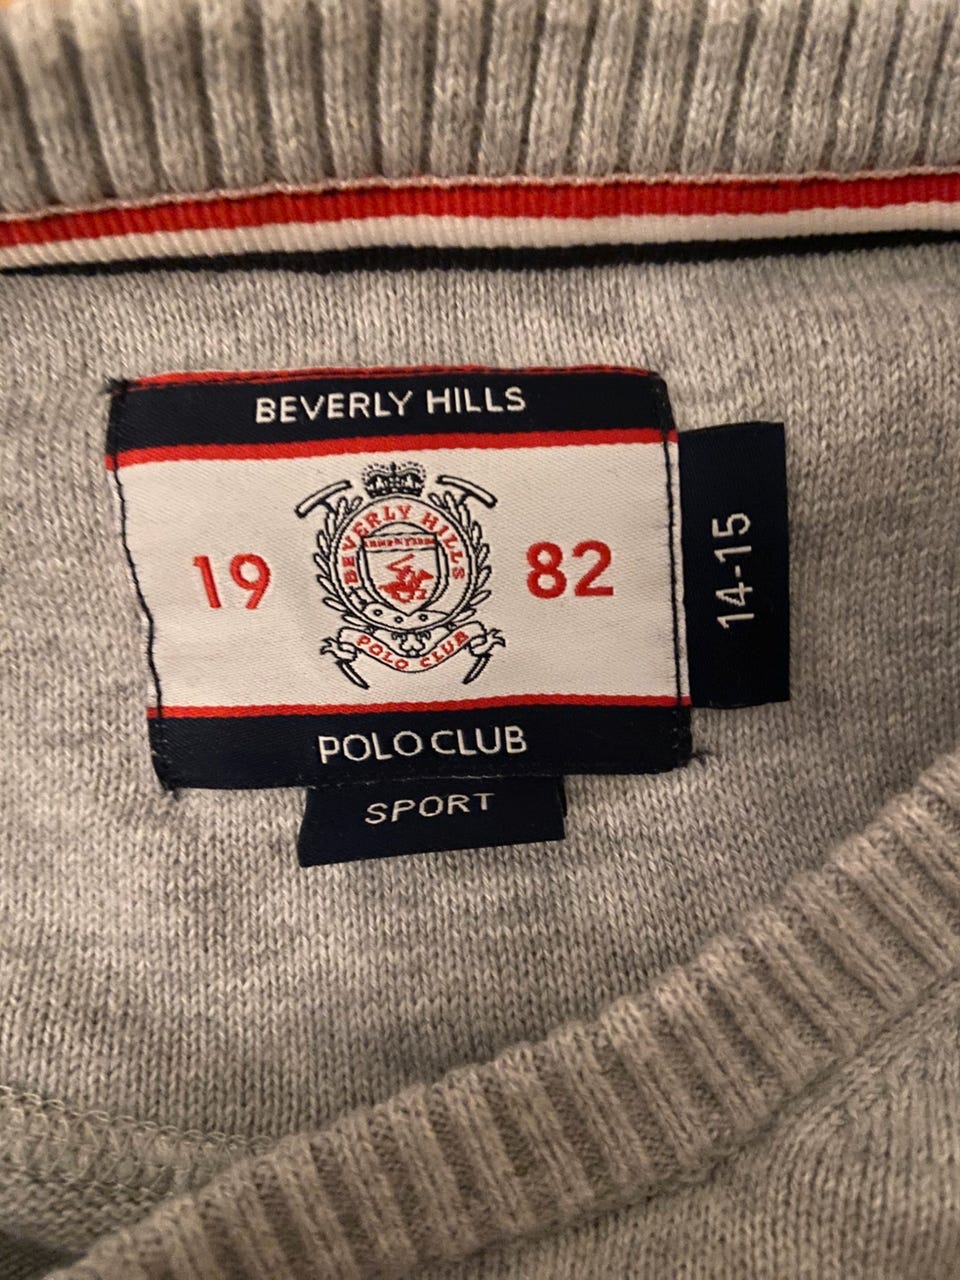 BEVERLY HILLS
19
BEVERLY HILLS
POLO CLUB
82
14-15
POLO CLUB
SPORT